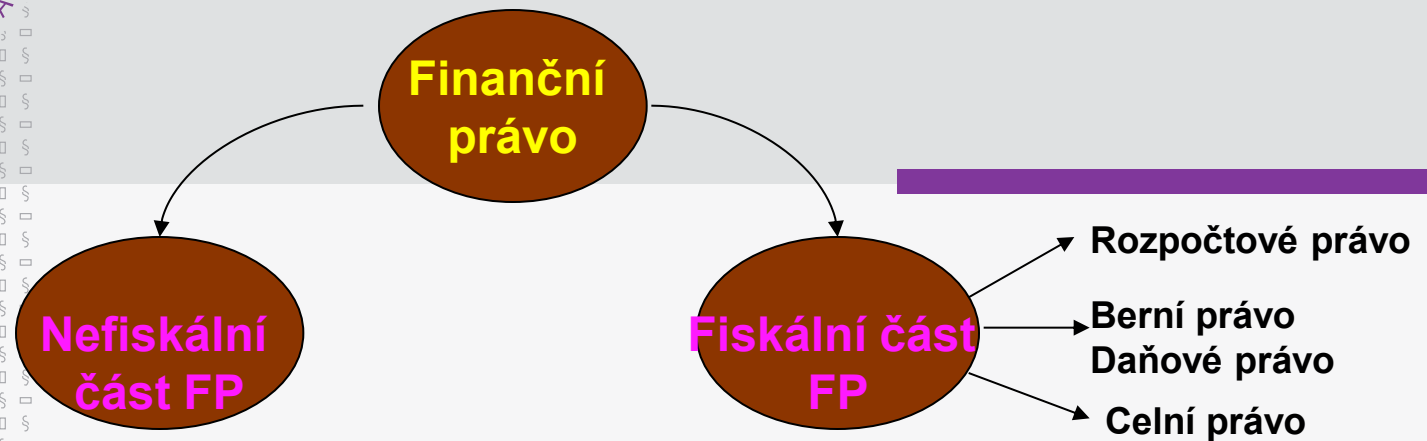 Finanční
právo
Nefiskální
část FP
Fiskální část
FP
Rozpočtové právo
Berní právo
Daňové právo
Celní právo